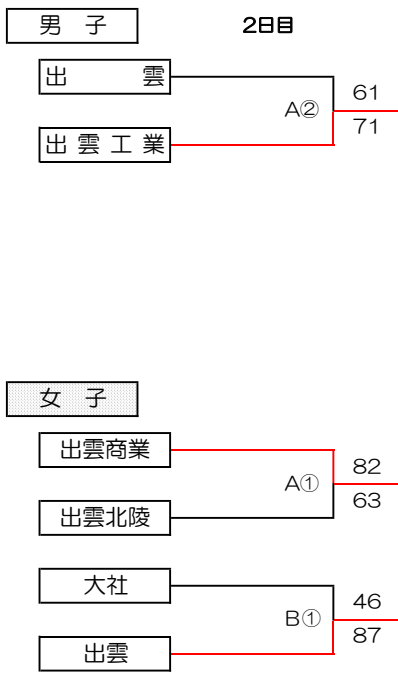 男 子
2日目
出 雲
61
A②
71
出 雲 工 業
女 子
出雲商業
82
A①
63
出雲北陵
大社
46
B①
87
出雲